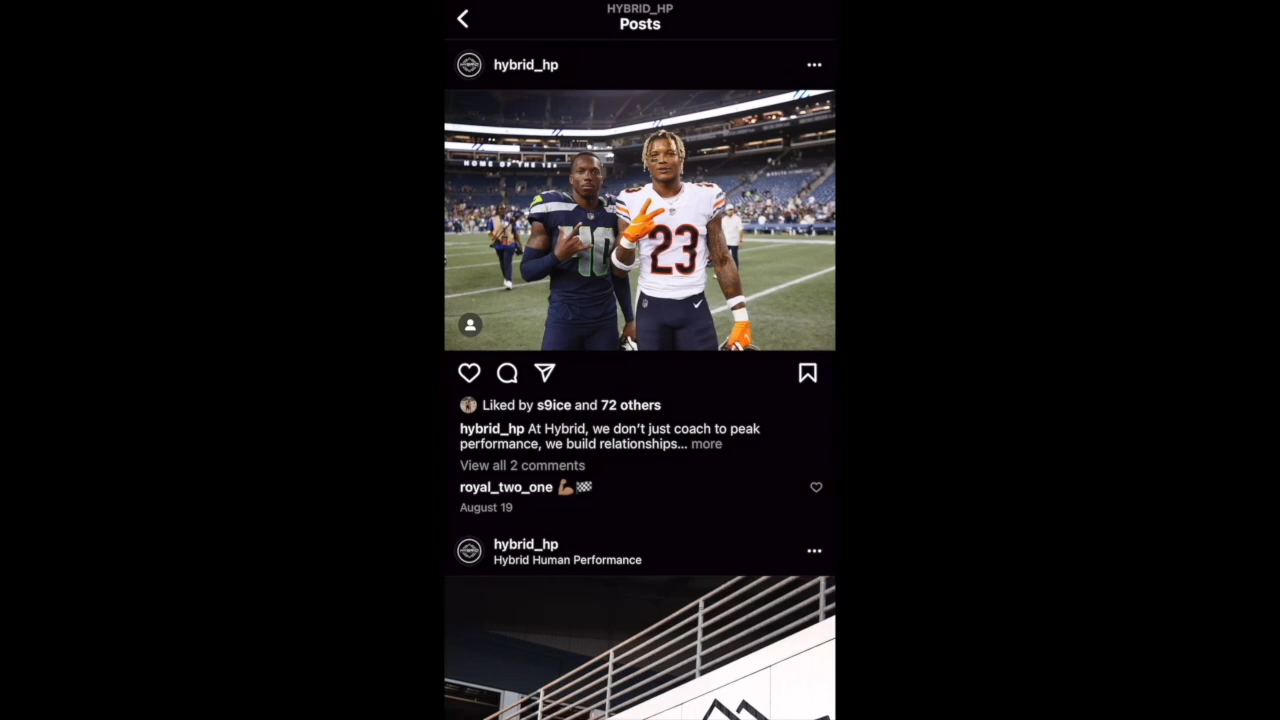 HYBRID_HP
Posts
hybrid_hp
HOME OF THE 12s
10
23
Liked by s9ice and 72 others
hybrid_hp At Hybrid, we don't just coach to peak
performance, we build relationships... more
View all 2 comments
royal_two_one 💪🏽🏁
August 19
hybrid_hp
Hybrid Human Performance